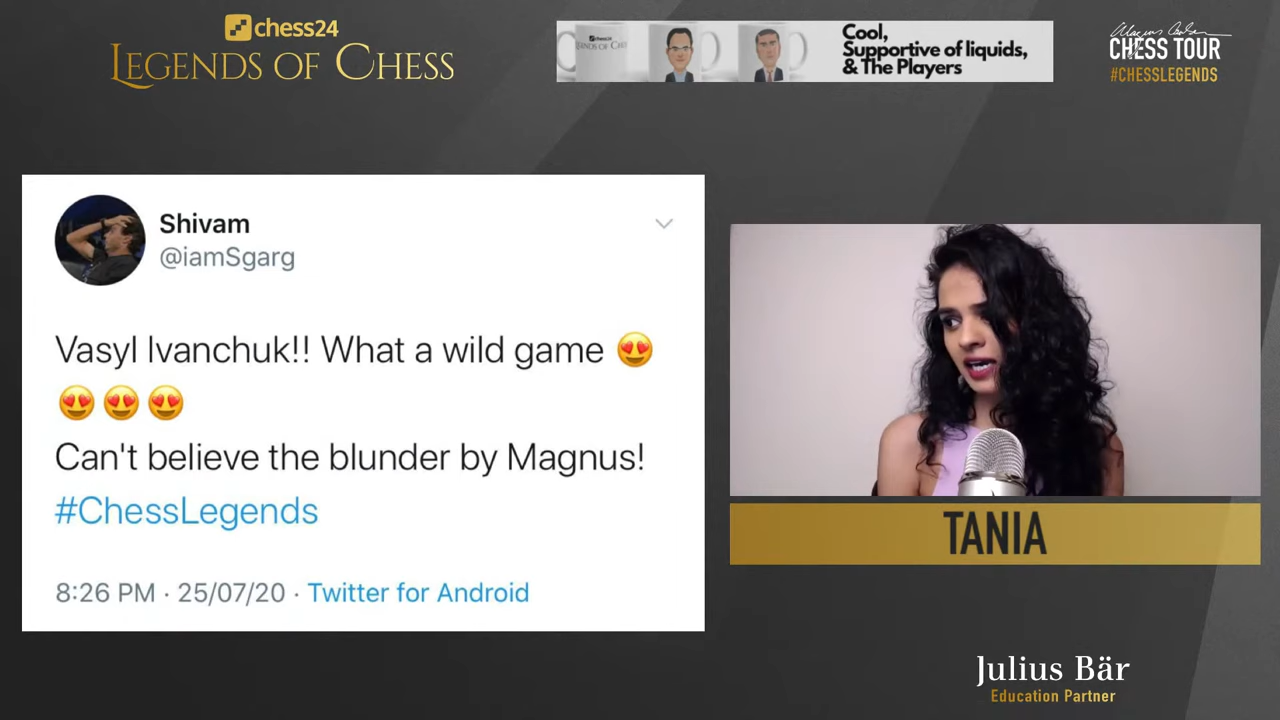 chess24
LEGENDS OF CHESS
Cool,
Supportive of liquids,
& The Players
CHESS TOUR
#CHESSLEGENDS
Shivam
@iamSgarg
Vasyl Ivanchuk!! What a wild game 😍
😍😍😍
Can't believe the blunder by Magnus!
#ChessLegends
8:26 PM · 25/07/20 · Twitter for Android
TANIA
Julius Bär
Education Partner